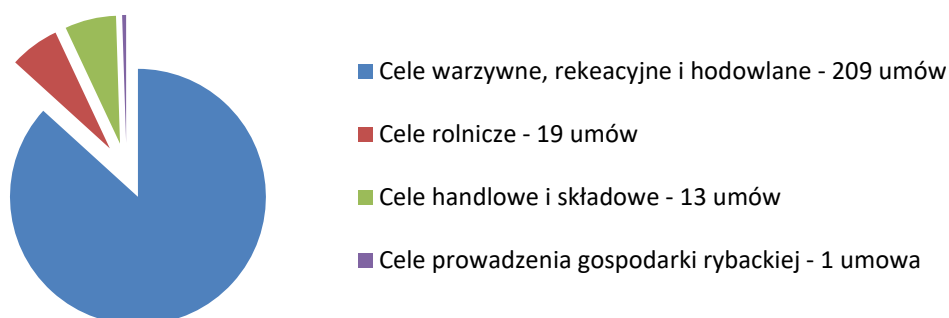 Cele warzywne, rekeacyjne i hodowlane - 209 umów
Cele rolnicze - 19 umów
Cele handlowe i składowe - 13 umów
Cele prowadzenia gospodarki rybackiej - 1 umowa